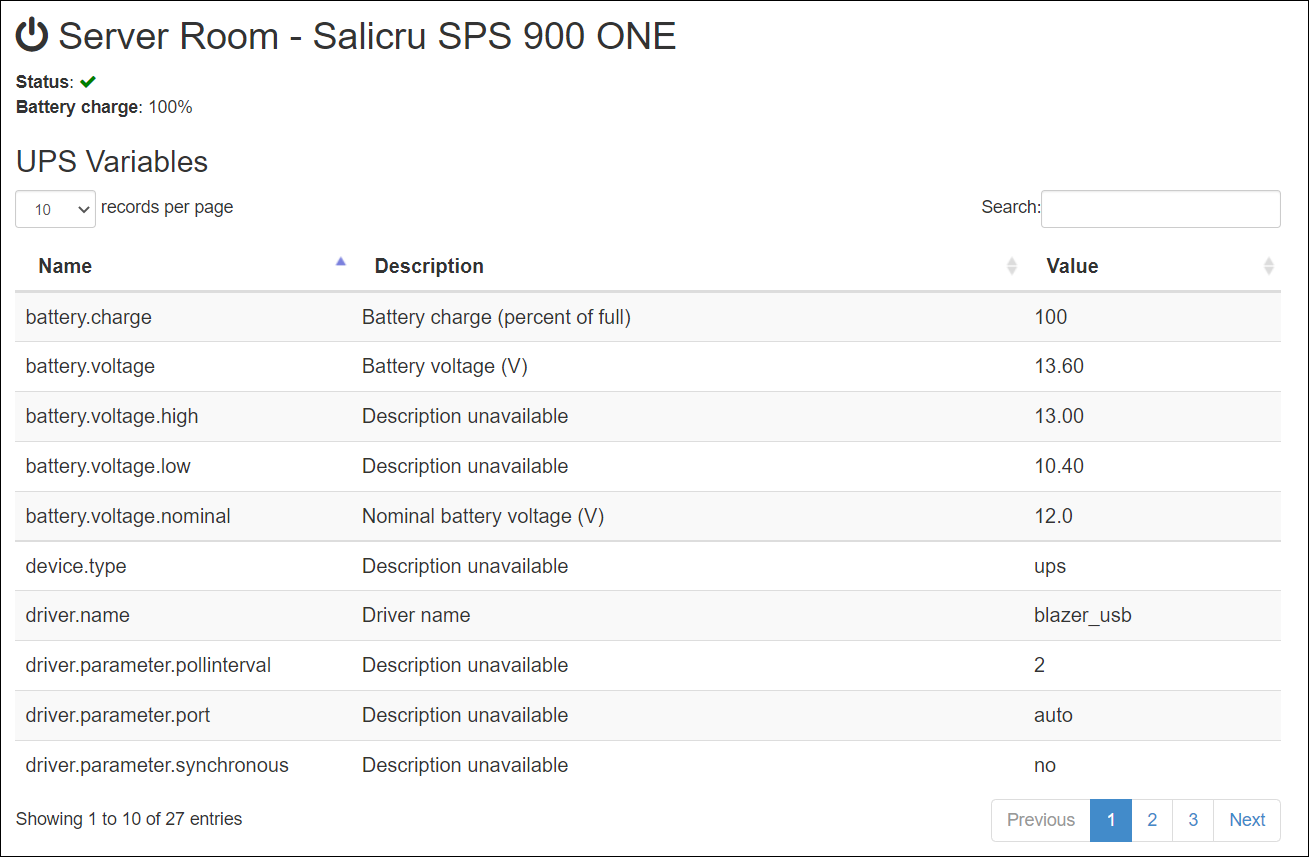 Server Room - Salicru SPS 900 ONE
Status:
Battery charge: 100%
UPS Variables
10 records per page Search:
Name Description Value
battery.charge Battery charge (percent of full) 100
battery.voltage Battery voltage (V) 13.60
battery.voltage.high Description unavailable 13.00
battery.voltage.low Description unavailable 10.40
battery.voltage.nominal Nominal battery voltage (V) 12.0
device.type Description unavailable ups
driver.name Driver name blazer_usb
driver.parameter.pollinterval Description unavailable 2
driver.parameter.port Description unavailable auto
driver.parameter.synchronous Description unavailable no
Showing 1 to 10 of 27 entries Previous 1 2 3 Next